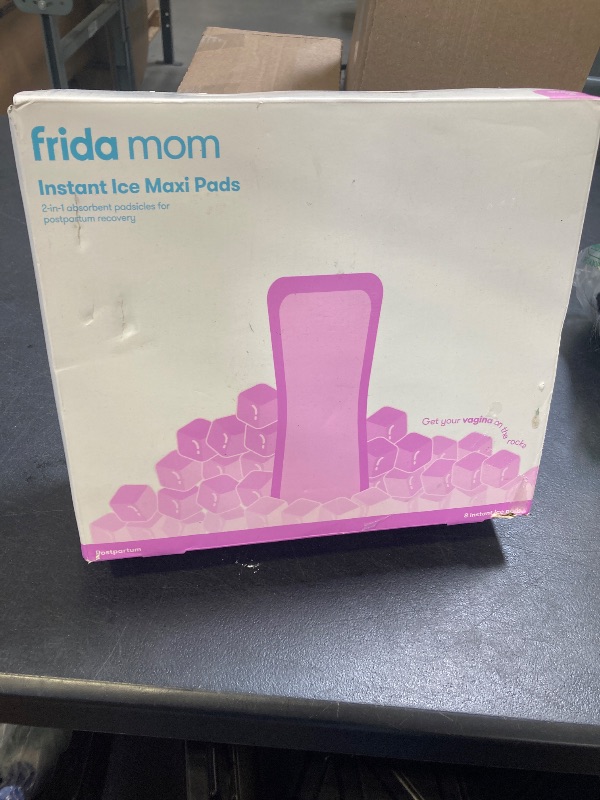 frida mom
Instant Ice Maxi Pads
2-in-1 absorbent padsicles for
postpartum recovery
Get your vagina on the rocks
Postpartum
8 Instant Ice